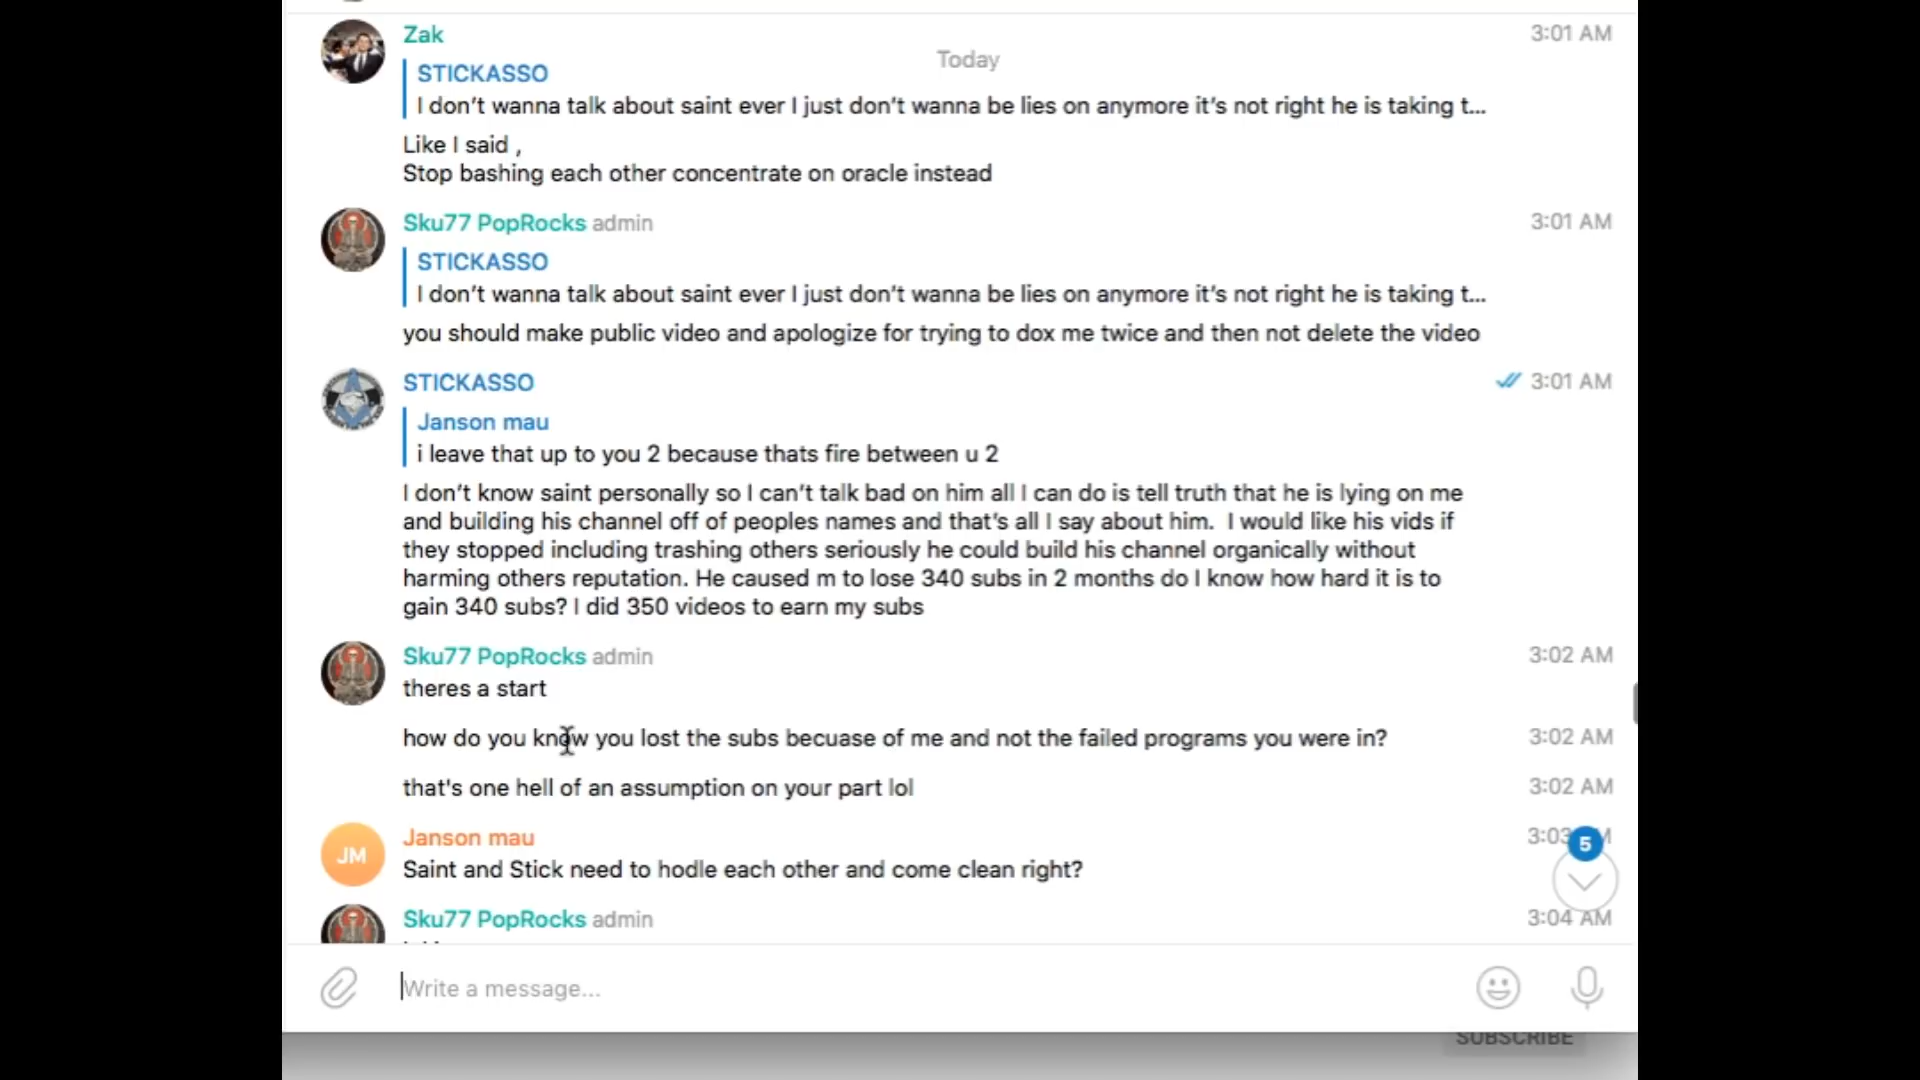 Zak
3:01 AM
Today
STICKASSO
I don't wanna talk about saint ever I just don't wanna be lies on anymore it's not right he is taking t...
Like I said ,
Stop bashing each other concentrate on oracle instead
Sku77 PopRocks admin
3:01 AM
STICKASSO
I don't wanna talk about saint ever I just don't wanna be lies on anymore it's not right he is taking t...
you should make public video and apologize for trying to dox me twice and then not delete the video
STICKASSO
3:01 AM
Janson mau
i leave that up to you 2 because thats fire between u 2
I don't know saint personally so I can't talk bad on him all I can do is tell truth that he is lying on me
and building his channel off of peoples names and that's all I say about him.  I would like his vids if
they stopped including trashing others seriously he could build his channel organically without
harming others reputation. He caused m to lose 340 subs in 2 months do I know how hard it is to
gain 340 subs? I did 350 videos to earn my subs
Sku77 PopRocks admin
3:02 AM
theres a start
how do you know you lost the subs becuase of me and not the failed programs you were in?
3:02 AM
that's one hell of an assumption on your part lol
3:02 AM
JM
Janson mau
3:03
5
Saint and Stick need to hodle each other and come clean right?
Sku77 PopRocks admin
3:04 AM
Write a message...
SUBSCRIBE